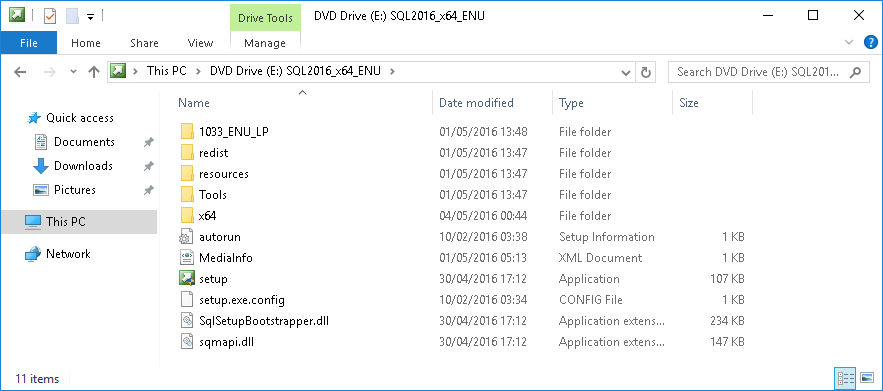 Drive Tools DVD Drive (E:) SQL2016_x64_ENU
File Home Share View Manage
This PC DVD Drive (E:) SQL2016_x64_ENU Search DVD Drive (E:) SQL201...
Name Date modified Type Size
Quick access
Documents
Downloads
Pictures
This PC
Network
1033_ENU_LP 01/05/2016 13:48 File folder
redist 01/05/2016 13:47 File folder
resources 01/05/2016 13:47 File folder
Tools 01/05/2016 13:47 File folder
x64 04/05/2016 00:44 File folder
autorun 10/02/2016 03:38 Setup Information 1 KB
MediaInfo 01/05/2016 05:13 XML Document 1 KB
setup 30/04/2016 17:12 Application 107 KB
setup.exe.config 10/02/2016 03:34 CONFIG File 1 KB
SqlSetupBootstrapper.dll 30/04/2016 17:12 Application extens... 234 KB
sqmapi.dll 30/04/2016 17:12 Application extens... 147 KB
11 items